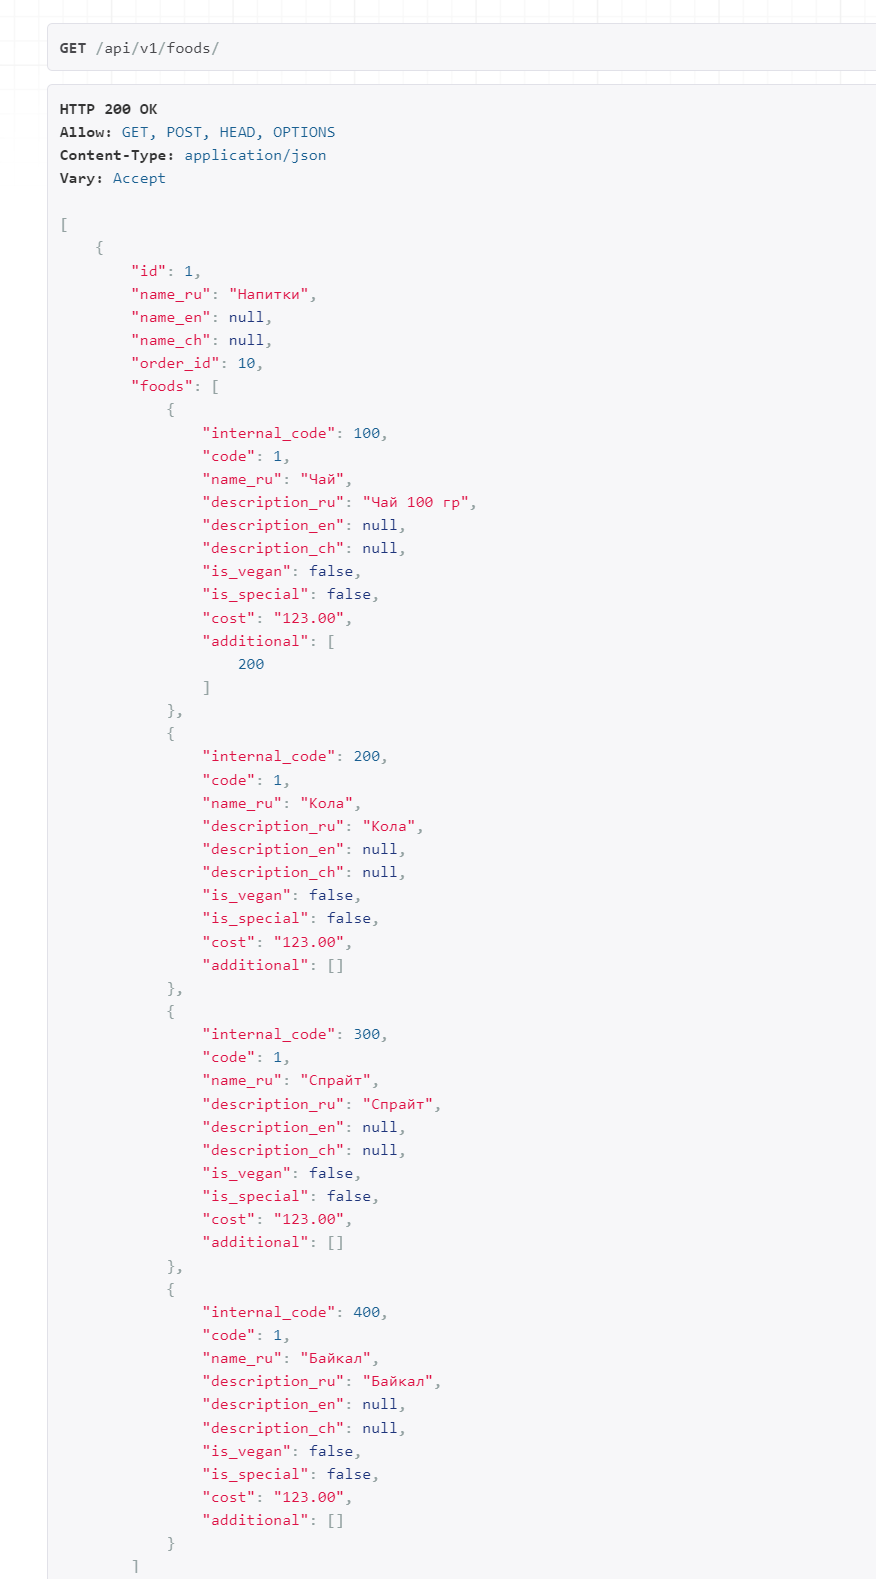 GET /api/v1/foods/
HTTP 200 OK
Allow: GET, POST, HEAD, OPTIONS
Content-Type: application/json
Vary: Accept
[
    {
        "id": 1,
        "name_ru": "Напитки",
        "name_en": null,
        "name_ch": null,
        "order_id": 10,
        "foods": [
            {
                "internal_code": 100,
                "code": 1,
                "name_ru": "Чай",
                "description_ru": "Чай 100 гр",
                "description_en": null,
                "description_ch": null,
                "is_vegan": false,
                "is_special": false,
                "cost": "123.00",
                "additional": [
                    200
                ]
            },
            {
                "internal_code": 200,
                "code": 1,
                "name_ru": "Кола",
                "description_ru": "Кола",
                "description_en": null,
                "description_ch": null,
                "is_vegan": false,
                "is_special": false,
                "cost": "123.00",
                "additional": []
            },
            {
                "internal_code": 300,
                "code": 1,
                "name_ru": "Спрайт",
                "description_ru": "Спрайт",
                "description_en": null,
                "description_ch": null,
                "is_vegan": false,
                "is_special": false,
                "cost": "123.00",
                "additional": []
            },
            {
                "internal_code": 400,
                "code": 1,
                "name_ru": "Байкал",
                "description_ru": "Байкал",
                "description_en": null,
                "description_ch": null,
                "is_vegan": false,
                "is_special": false,
                "cost": "123.00",
                "additional": []
            }
        ]